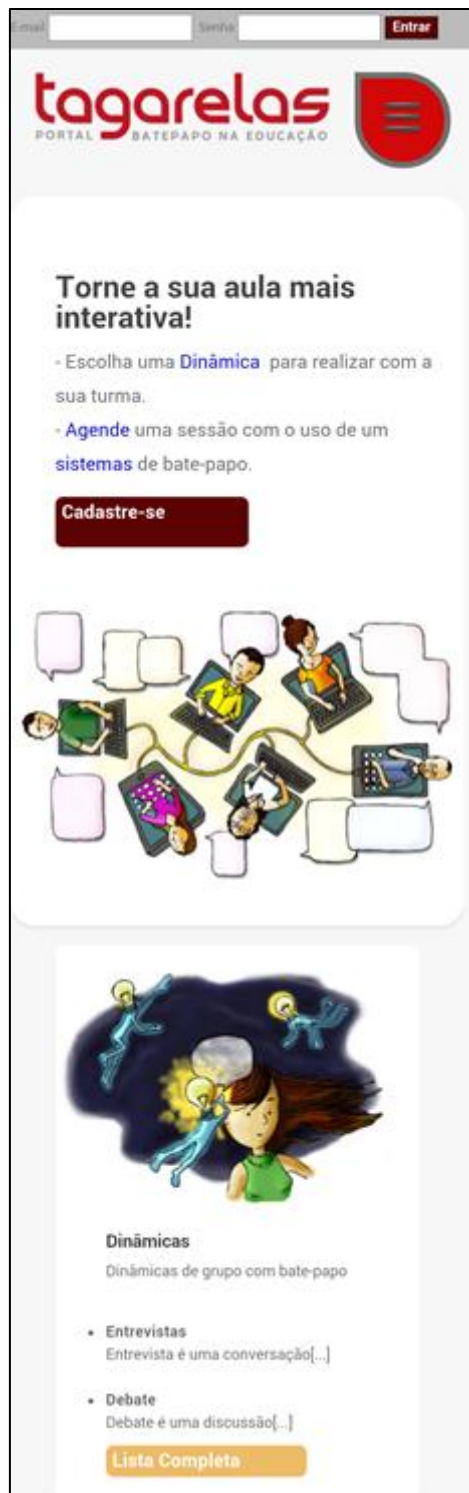 E-mail Senha Entrar
tagarelas
PORTAL BATEPAPO NA EDUCAÇÃO
Torne a sua aula mais
interativa!
- Escolha uma Dinâmica para realizar com a
sua turma.
- Agende uma sessão com o uso de um
sistemas de bate-papo.
Cadastre-se
Dinâmicas
Dinâmicas de grupo com bate-papo
• Entrevistas
Entrevista é uma conversação[...]
• Debate
Debate é uma discussão[...]
Lista Completa